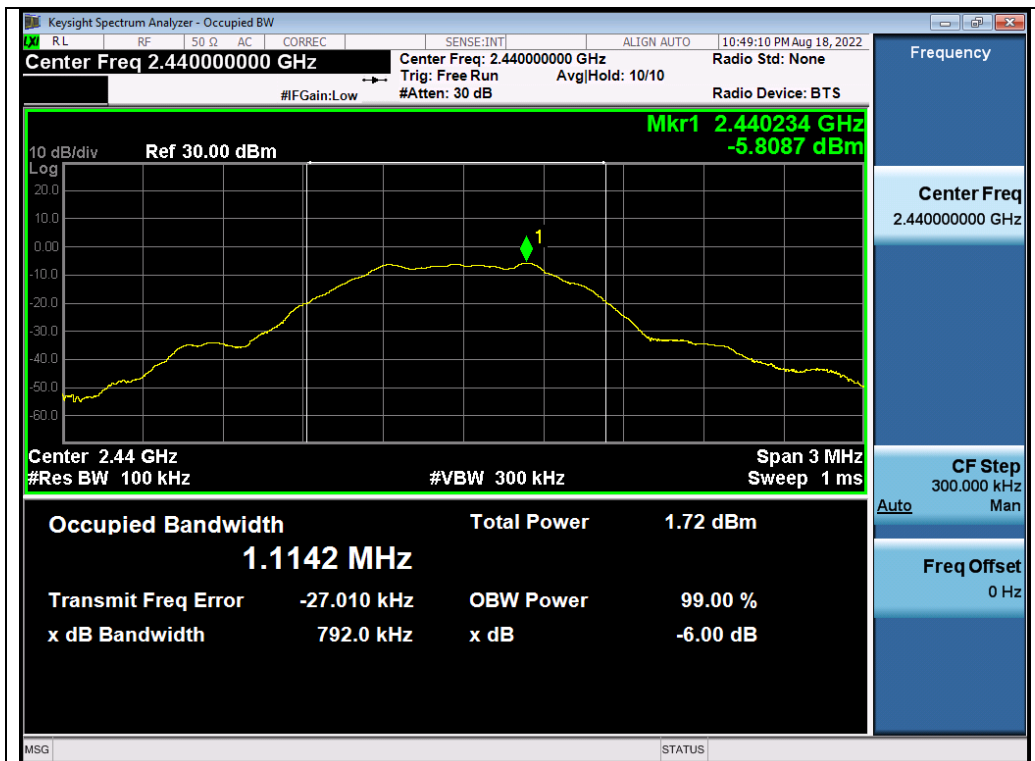 Keysight Spectrum Analyzer - Occupied BW
LXI RL RF 50 Ω AC CORREC SENSE:INT ALIGN AUTO 10:49:10 PM Aug 18, 2022
Center Freq 2.440000000 GHz
Center Freq: 2.440000000 GHz
Radio Std: None
Trig: Free Run Avg|Hold: 10/10
#IFGain:Low
#Atten: 30 dB
Radio Device: BTS
Mkr1 2.440234 GHz
-5.8087 dBm
10 dB/div Ref 30.00 dBm
Log
20.0
10.0
0.00
-10.0
-20.0
-30.0
-40.0
-50.0
-60.0
1
Center 2.44 GHz Span 3 MHz
#Res BW 100 kHz #VBW 300 kHz Sweep 1 ms
Occupied Bandwidth Total Power 1.72 dBm
1.1142 MHz
Transmit Freq Error -27.010 kHz OBW Power 99.00 %
x dB Bandwidth 792.0 kHz x dB -6.00 dB
Frequency
Center Freq
2.440000000 GHz
CF Step
300.000 kHz
Auto Man
Freq Offset
0 Hz
MSG STATUS